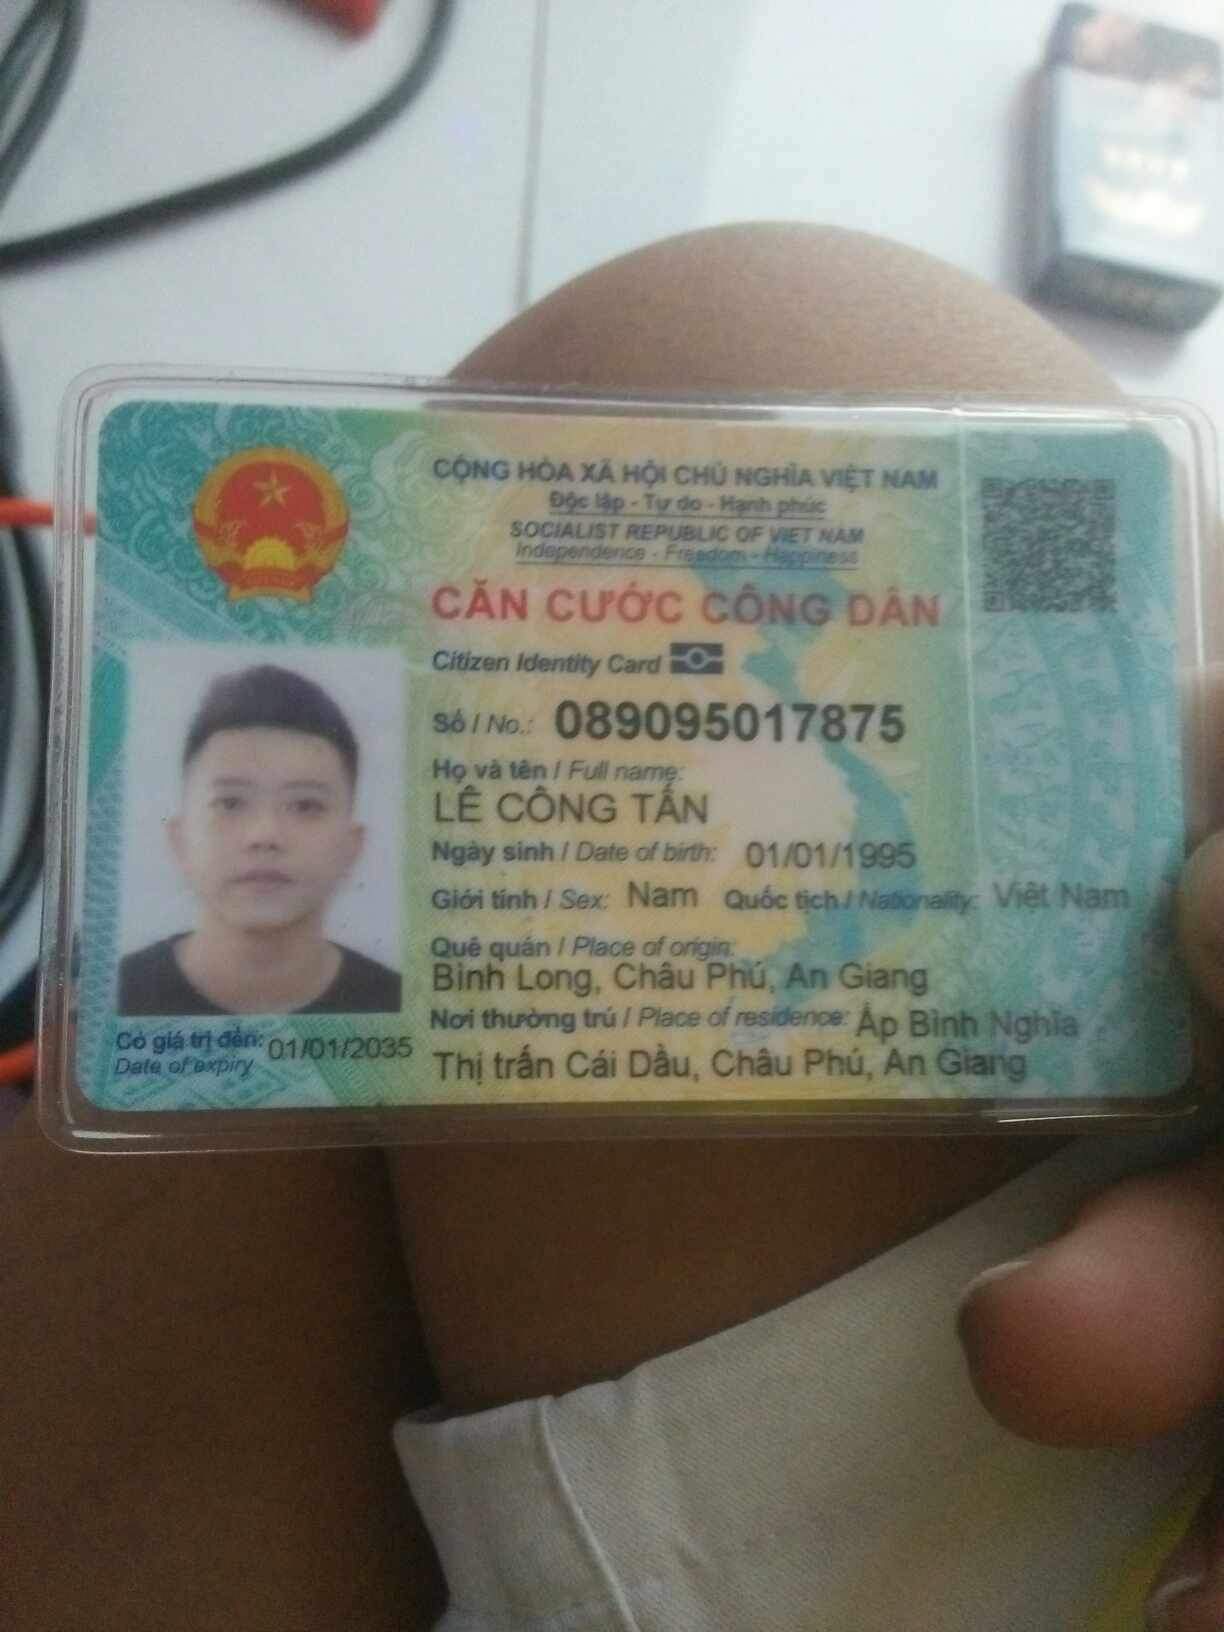 CỘNG HÒA XÃ HỘI CHỦ NGHĨA VIỆT NAM
Độc lập - Tự do - Hạnh phúc
SOCIALIST REPUBLIC OF VIET NAM
Independence - Freedom - Happiness
CĂN CƯỚC CÔNG DÂN
Citizen Identity Card
Số / No.: 089095017875
Họ và tên / Full name:
LÊ CÔNG TẤN
Ngày sinh / Date of birth: 01/01/1995
Giới tính / Sex: Nam Quốc tịch / Nationality: Việt Nam
Quê quán / Place of origin:
Bình Long, Châu Phú, An Giang
Nơi thường trú / Place of residence: Ấp Bình Nghĩa
Thị trấn Cái Dầu, Châu Phú, An Giang
Có giá trị đến: 01/01/2035
Date of expiry